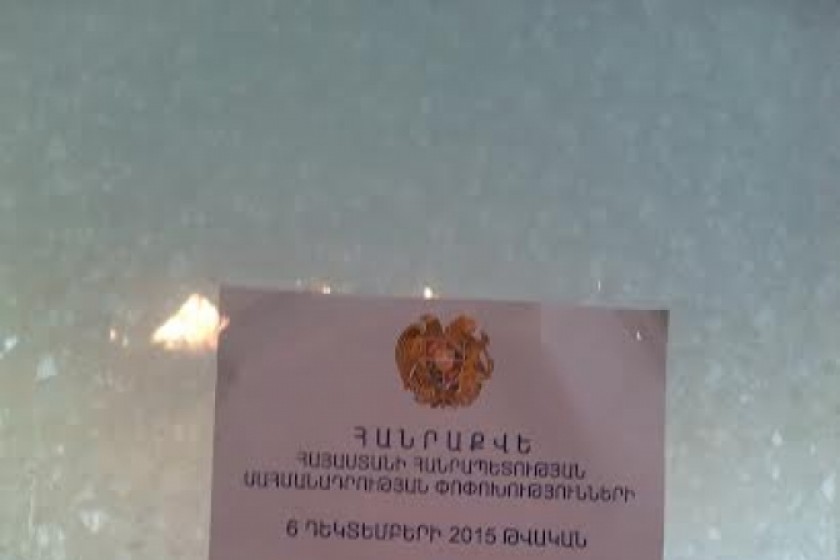 ՀԱՆՐԱՔՎԵ
ՀԱՅԱՍՏԱՆԻ ՀԱՆՐԱՊԵՏՈՒԹՅԱՆ
ՍԱՀՄԱՆԱԴՐՈՒԹՅԱՆ ՓՈՓՈԽՈՒԹՅՈՒՆՆԵՐԻ
6 ԴԵԿՏԵՄԲԵՐԻ 2015 ԹՎԱԿԱՆ